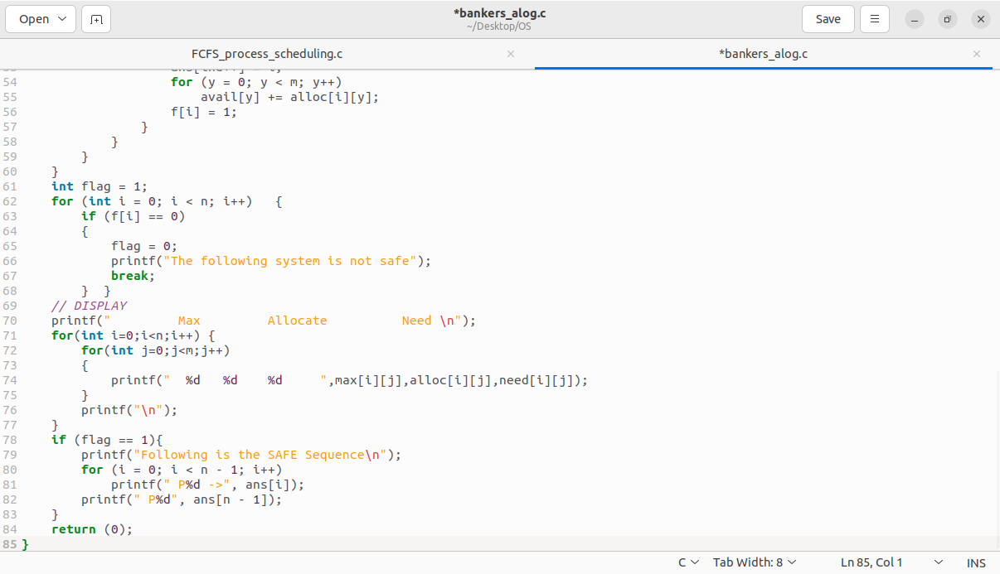 Open
*bankers_alog.c
~/Desktop/OS
Save
FCFS_process_scheduling.c
*bankers_alog.c
54                     for (y = 0; y < m; y++)
55                         avail[y] += alloc[i][y];
56                     f[i] = 1;
57                 }
58             }
59         }
60     }
61     int flag = 1;
62     for (int i = 0; i < n; i++)   {
63         if (f[i] == 0)
64         {
65             flag = 0;
66             printf("The following system is not safe");
67             break;
68         }  }
69     // DISPLAY
70     printf("         Max         Allocate          Need \n");
71     for(int i=0;i<n;i++) {
72         for(int j=0;j<m;j++)
73         {
74             printf("  %d   %d    %d     ",max[i][j],alloc[i][j],need[i][j]);
75         }
76         printf("\n");
77     }
78     if (flag == 1){
79         printf("Following is the SAFE Sequence\n");
80         for (i = 0; i < n - 1; i++)
81             printf(" P%d ->", ans[i]);
82         printf(" P%d", ans[n - 1]);
83     }
84     return (0);
85 }
C Tab Width: 8 Ln 85, Col 1 INS